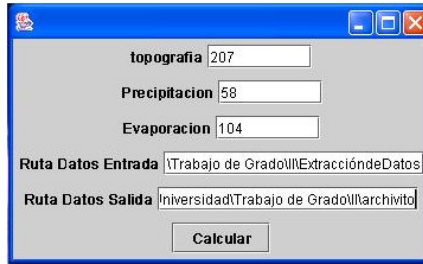 topografia 207
Precipitacion 58
Evaporacion 104
Ruta Datos Entrada \Trabajo de Grado\II\ExtraccióndeDatos
Ruta Datos Salida Universidad\Trabajo de Grado\II\archivito
Calcular